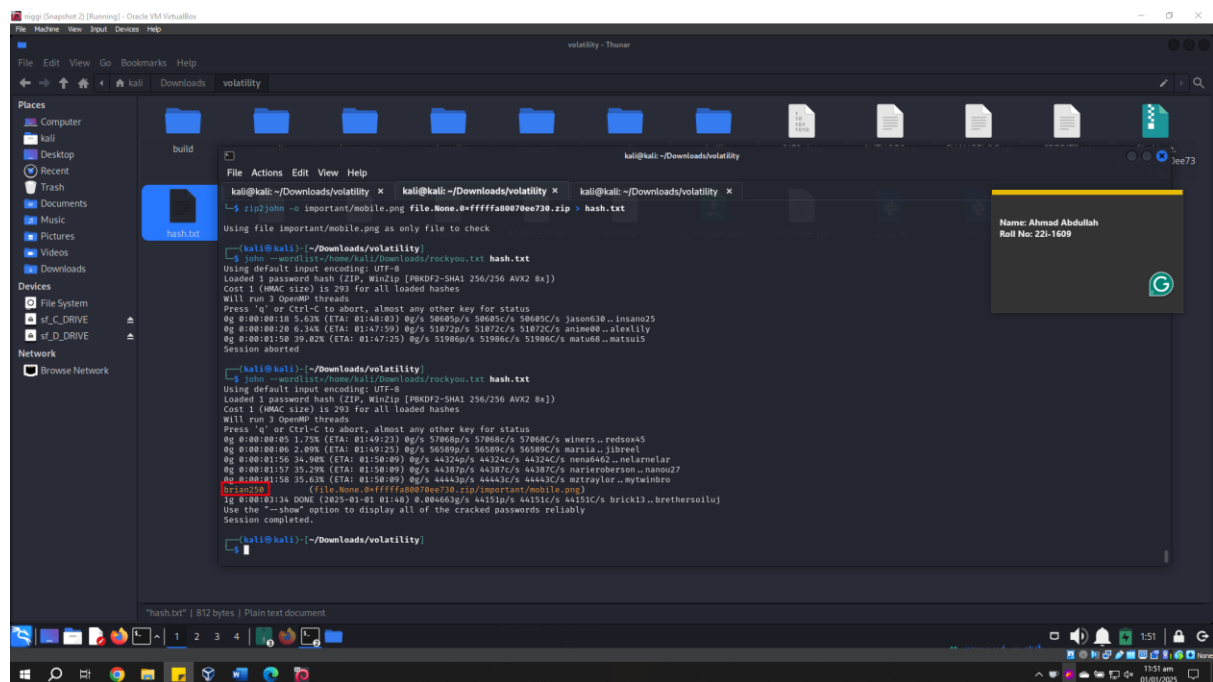 niggi (Snapshot 2) [Running] - Oracle VM VirtualBox
File Machine View Input Devices Help
volatility - Thunar
File Edit View Go Bookmarks Help
kali Downloads volatility
Places
Computer
kali
Desktop
Recent
Trash
Documents
Music
Pictures
Videos
Downloads
Devices
File System
sf_C_DRIVE
sf_D_DRIVE
Network
Browse Network
build
hash.txt
kali@kali: ~/Downloads/volatility
File Actions Edit View Help
kali@kali: ~/Downloads/volatility × kali@kali: ~/Downloads/volatility × kali@kali: ~/Downloads/volatility ×
└─$ zip2john -o important/mobile.png file.None.0×fffffa80070ee730.zip > hash.txt
Using file important/mobile.png as only file to check
┌──(kali㉿kali)-[~/Downloads/volatility]
└─$ john --wordlist=/home/kali/Downloads/rockyou.txt hash.txt
Using default input encoding: UTF-8
Loaded 1 password hash (ZIP, WinZip [PBKDF2-SHA1 256/256 AVX2 8x])
Cost 1 (HMAC size) is 293 for all loaded hashes
Will run 3 OpenMP threads
Press 'q' or Ctrl-C to abort, almost any other key for status
0g 0:00:00:18 5.63% (ETA: 01:48:03) 0g/s 50605p/s 50605c/s 50605C/s jason630..insano25
0g 0:00:00:20 6.34% (ETA: 01:47:59) 0g/s 51072p/s 51072c/s 51072C/s anime00..alexlily
0g 0:00:01:50 39.02% (ETA: 01:47:25) 0g/s 51986p/s 51986c/s 51986C/s matu68..matsui5
Session aborted
┌──(kali㉿kali)-[~/Downloads/volatility]
└─$ john --wordlist=/home/kali/Downloads/rockyou.txt hash.txt
Using default input encoding: UTF-8
Loaded 1 password hash (ZIP, WinZip [PBKDF2-SHA1 256/256 AVX2 8x])
Cost 1 (HMAC size) is 293 for all loaded hashes
Will run 3 OpenMP threads
Press 'q' or Ctrl-C to abort, almost any other key for status
0g 0:00:00:05 1.75% (ETA: 01:49:23) 0g/s 57068p/s 57068c/s 57068C/s winers..redsox45
0g 0:00:00:06 2.09% (ETA: 01:49:25) 0g/s 56589p/s 56589c/s 56589C/s marsia..jibreel
0g 0:00:01:56 34.90% (ETA: 01:50:09) 0g/s 44324p/s 44324c/s 44324C/s nena6462..nelarnelar
0g 0:00:01:57 35.29% (ETA: 01:50:09) 0g/s 44387p/s 44387c/s 44387C/s narieroberson..nanou27
0g 0:00:01:58 35.63% (ETA: 01:50:09) 0g/s 44443p/s 44443c/s 44443C/s mztraylor..mytwinbro
brian250 (file.None.0×fffffa80070ee730.zip/important/mobile.png)
1g 0:00:03:34 DONE (2025-01-01 01:48) 0.004663g/s 44151p/s 44151c/s 44151C/s brick13..brethersoiluj
Use the "--show" option to display all of the cracked passwords reliably
Session completed.
┌──(kali㉿kali)-[~/Downloads/volatility]
└─$
0ee73
Name: Ahmad Abdullah
Roll No: 22i-1609
"hash.txt" | 812 bytes | Plain text document
1 2 3 4
1:51
None
11:51 am
01/01/2025